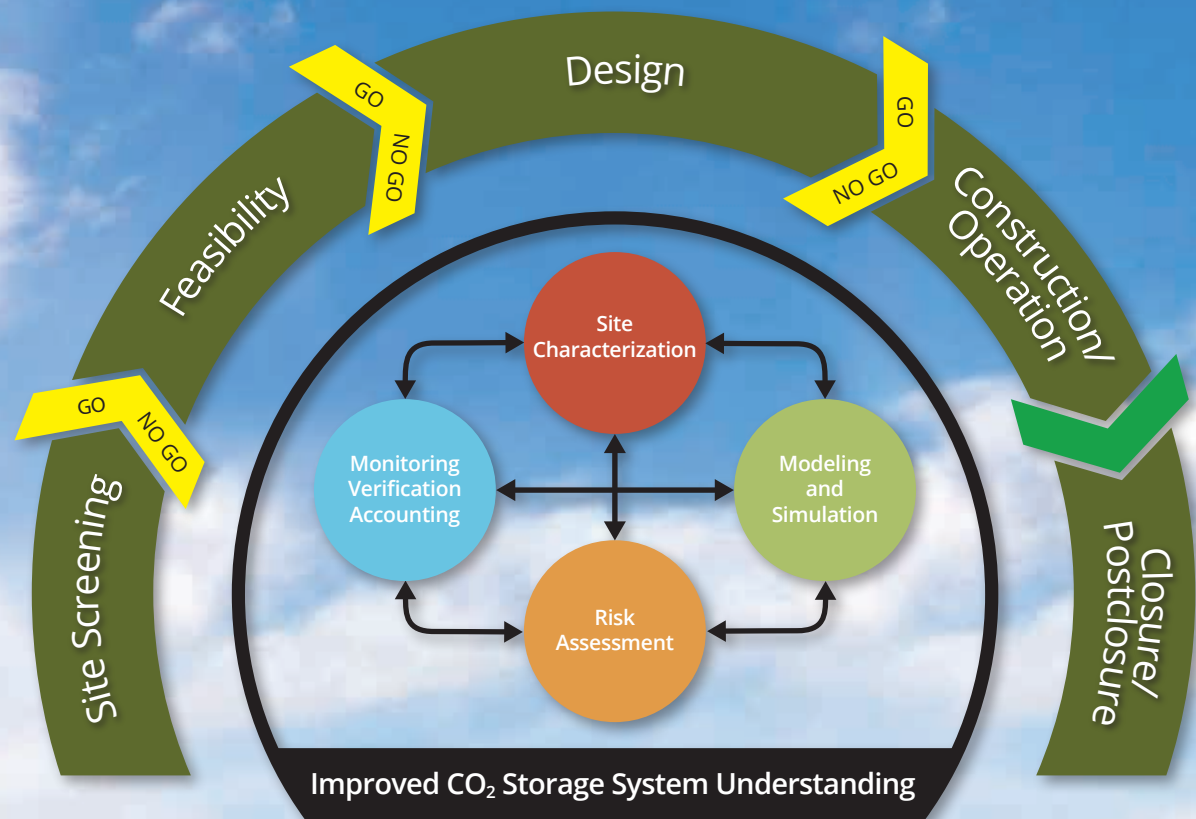 Site Screening
GO
NO GO
Feasibility
GO
NO GO
Design
GO
NO GO
Construction/
Operation
Closure/
Postclosure
Site
Characterization
Monitoring
Verification
Accounting
Modeling
and
Simulation
Risk
Assessment
Improved CO₂ Storage System Understanding